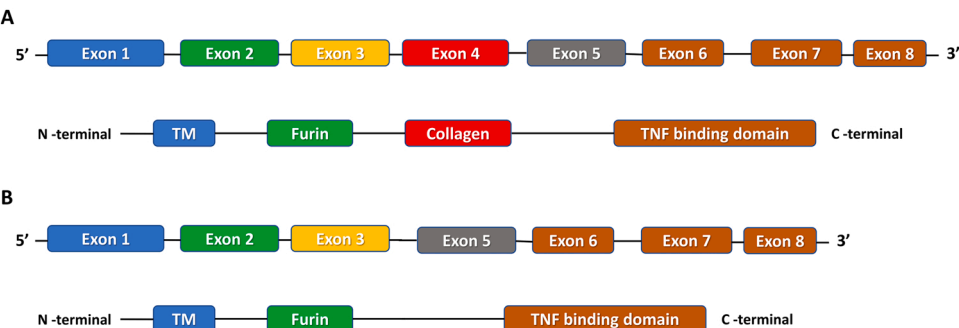 A
5’ Exon 1 Exon 2 Exon 3 Exon 4 Exon 5 Exon 6 Exon 7 Exon 8 3’
N -terminal TM Furin Collagen TNF binding domain C -terminal
B
5’ Exon 1 Exon 2 Exon 3 Exon 5 Exon 6 Exon 7 Exon 8 3’
N -terminal TM Furin TNF binding domain C -terminal